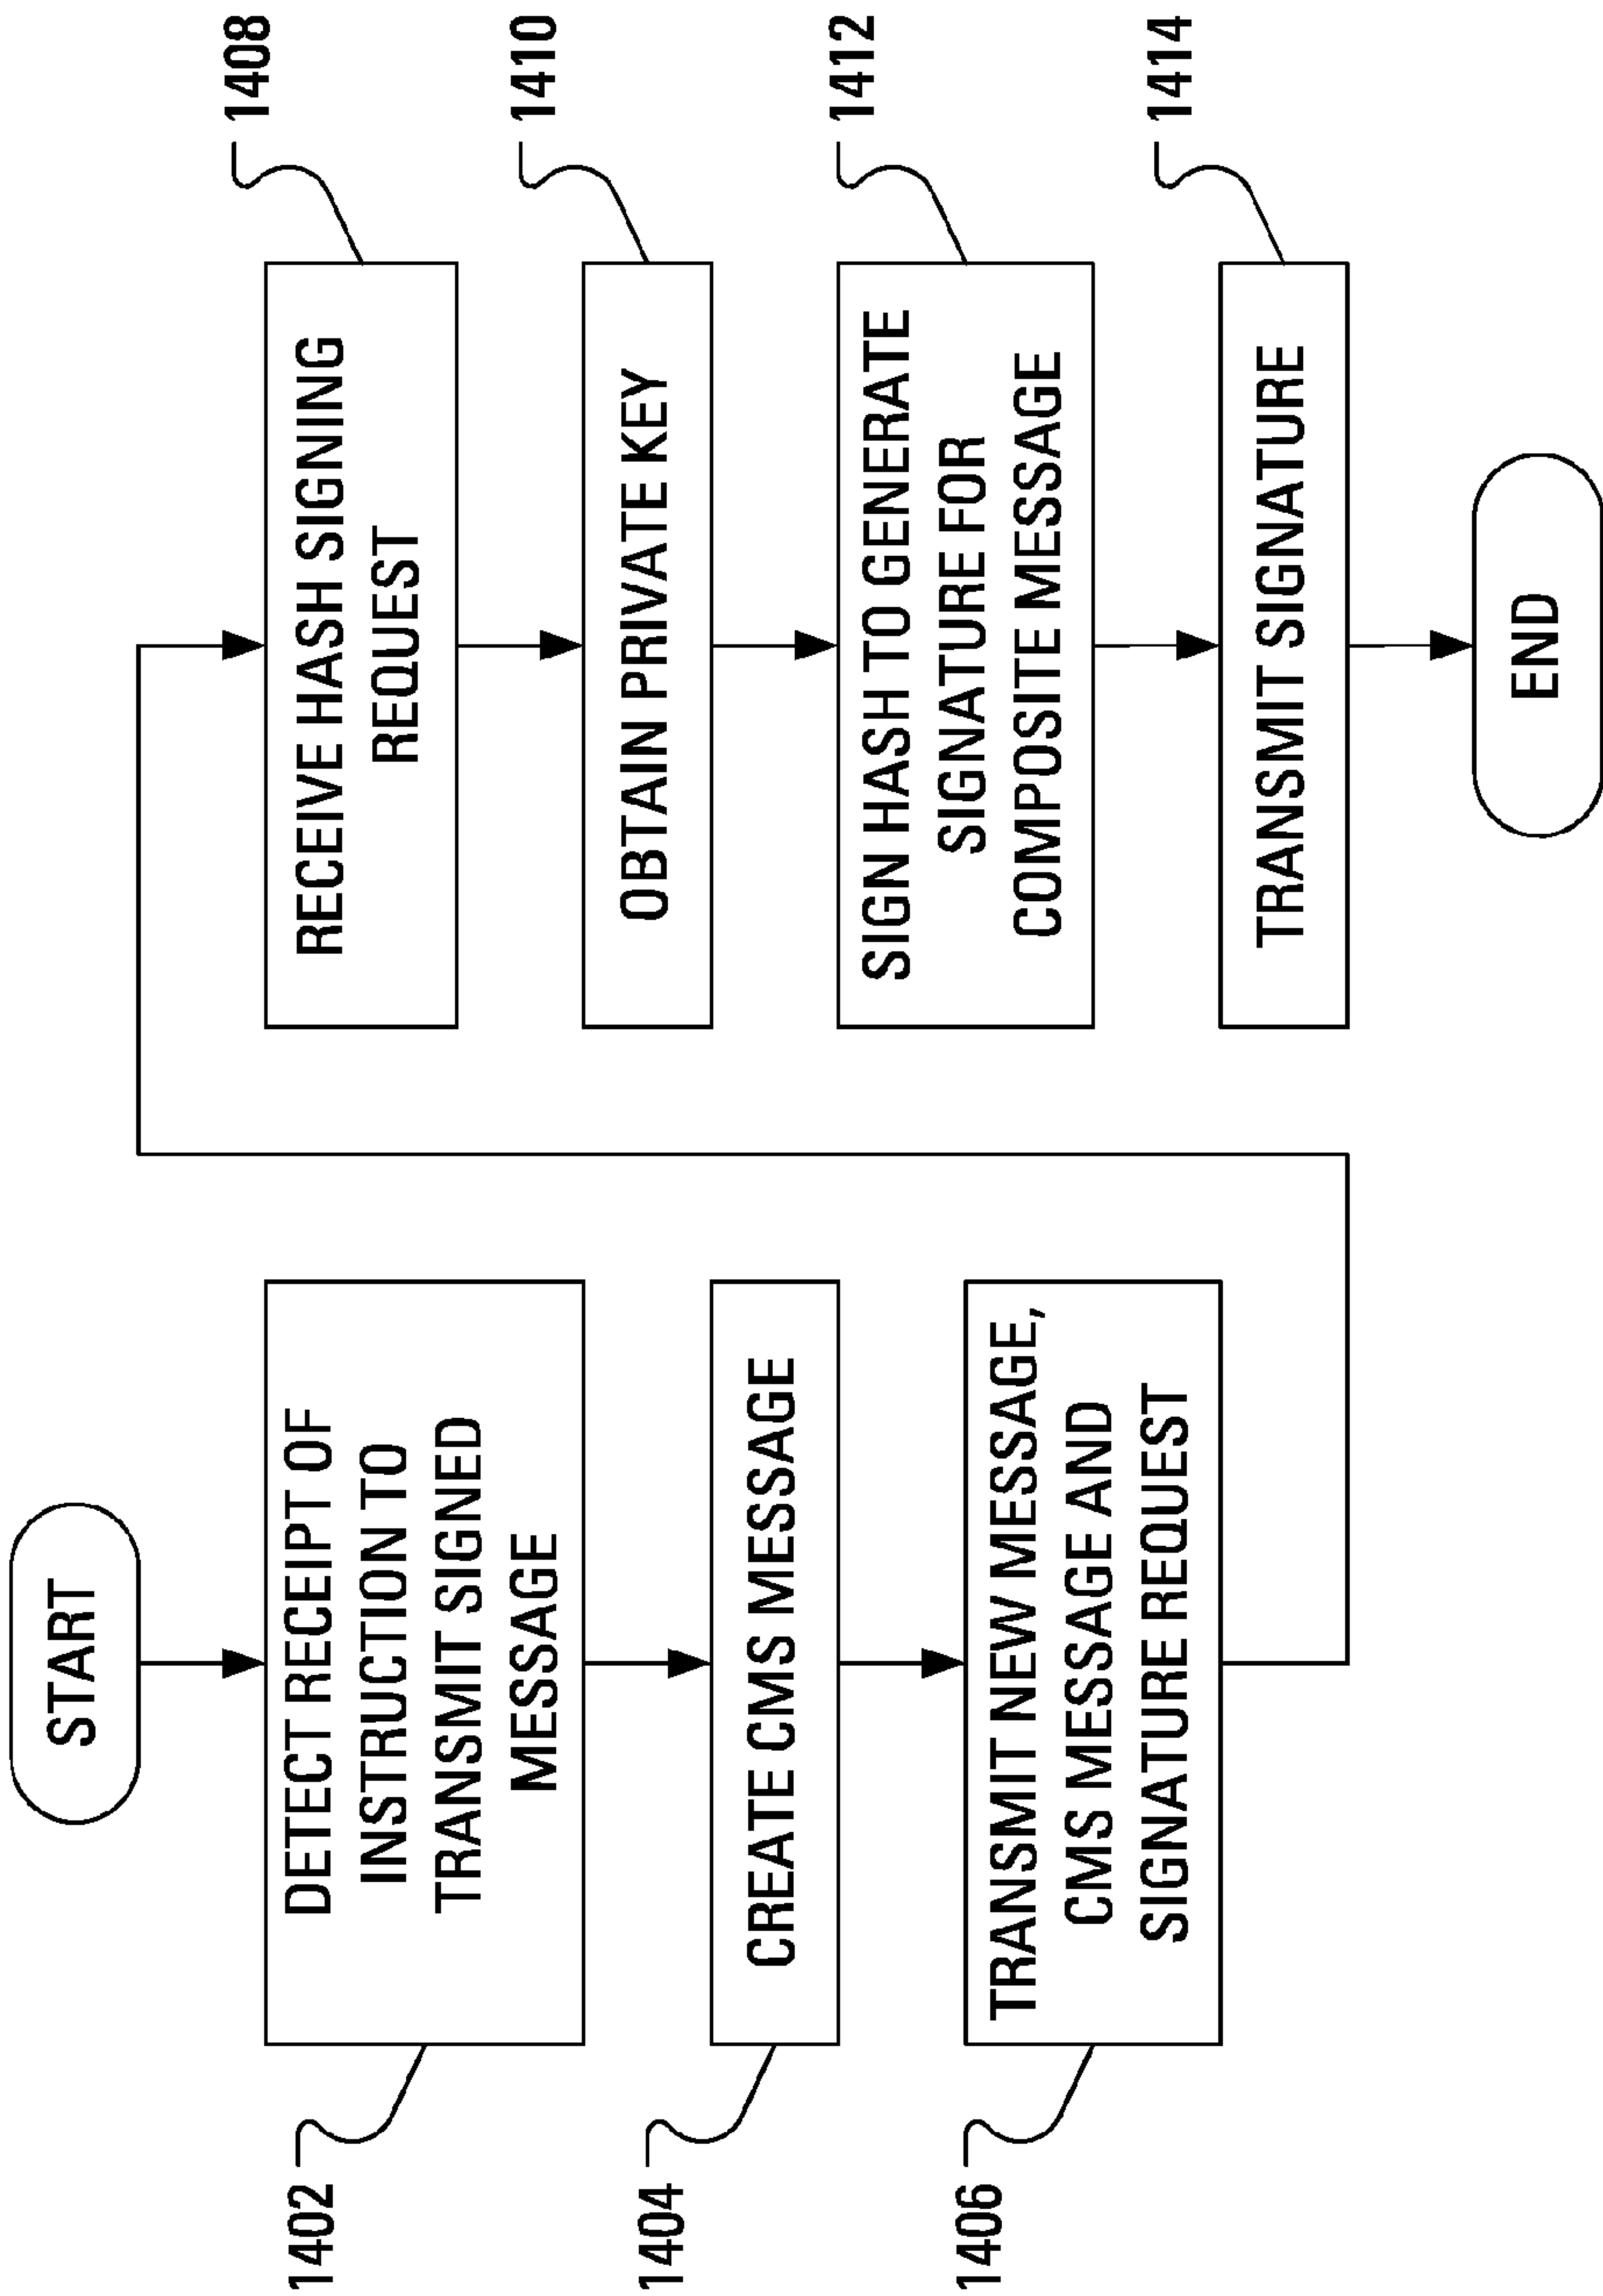 START
1402
DETECT RECEIPT OF
INSTRUCTION TO
TRANSMIT SIGNED
MESSAGE
1404
CREATE CMS MESSAGE
1406
TRANSMIT NEW MESSAGE,
CMS MESSAGE AND
SIGNATURE REQUEST
RECEIVE HASH SIGNING
REQUEST
1408
OBTAIN PRIVATE KEY
1410
SIGN HASH TO GENERATE
SIGNATURE FOR
COMPOSITE MESSAGE
1412
TRANSMIT SIGNATURE
1414
END